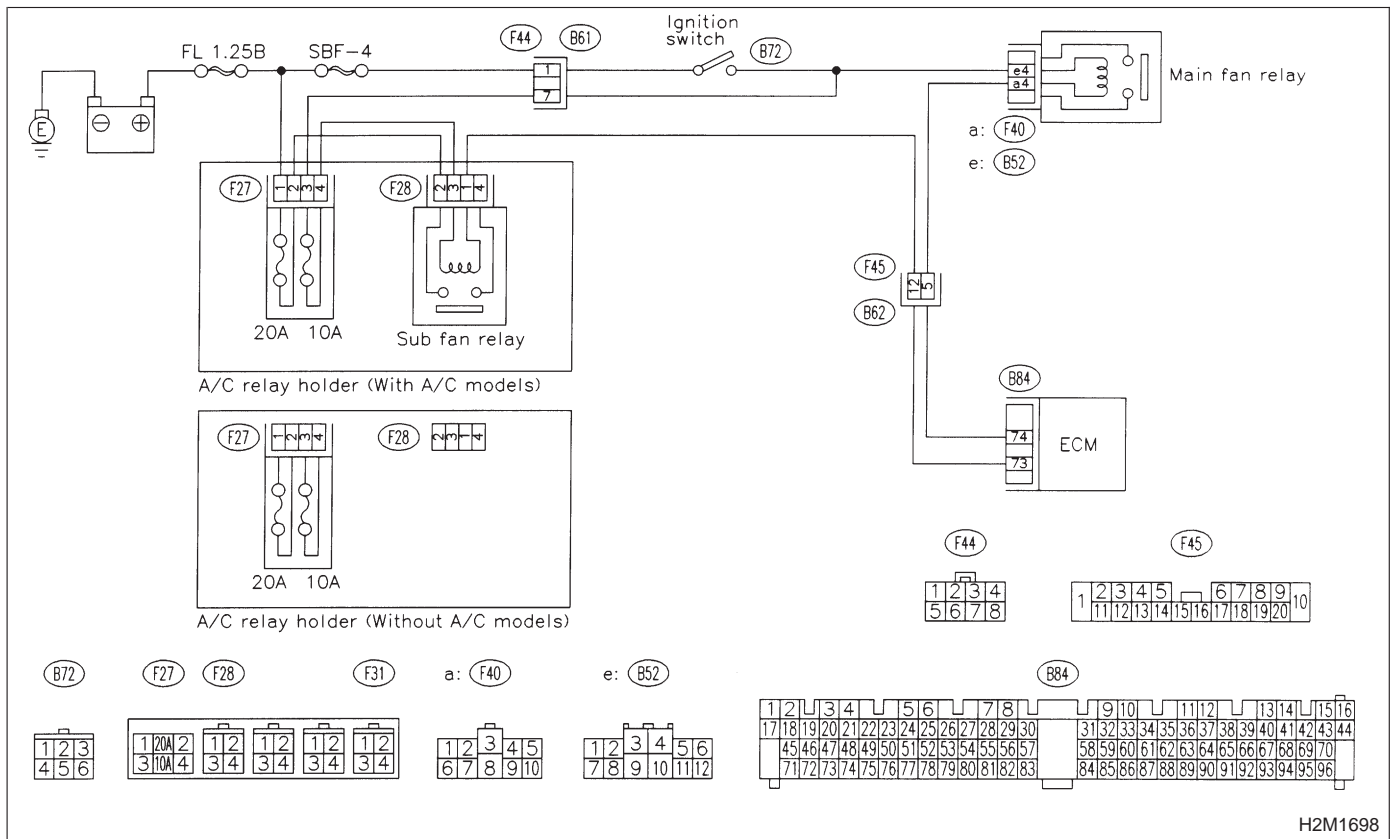 Ignition
switch
FL 1.25B
SBF-4
F44
B61
B72
1
7
e4
a4
Main fan relay
a: F40
e: B52
E
⊖ ⊕
F27
1 2 3 4
F28
2 3 1 4
20A 10A
Sub fan relay
A/C relay holder (With A/C models)
F45
12 5
B62
B84
74
73
ECM
F27
1 2 3 4
F28
2 3 1 4
20A 10A
A/C relay holder (Without A/C models)
F44
1 2 3 4
5 6 7 8
F45
1 2 3 4 5 6 7 8 9 10
11 12 13 14 15 16 17 18 19 20
B72
1 2 3
4 5 6
F27
1 20A 2
3 10A 4
F28
1 2
3 4
1 2
3 4
1 2
3 4
F31
1 2
3 4
a: F40
1 2 3 4 5
6 7 8 9 10
e: B52
1 2 3 4 5 6
7 8 9 10 11 12
B84
1 2 3 4 5 6 7 8 9 10 11 12 13 14 15 16
17 18 19 20 21 22 23 24 25 26 27 28 29 30 31 32 33 34 35 36 37 38 39 40 41 42 43 44
45 46 47 48 49 50 51 52 53 54 55 56 57 58 59 60 61 62 63 64 65 66 67 68 69 70
71 72 73 74 75 76 77 78 79 80 81 82 83 84 85 86 87 88 89 90 91 92 93 94 95 96
H2M1698